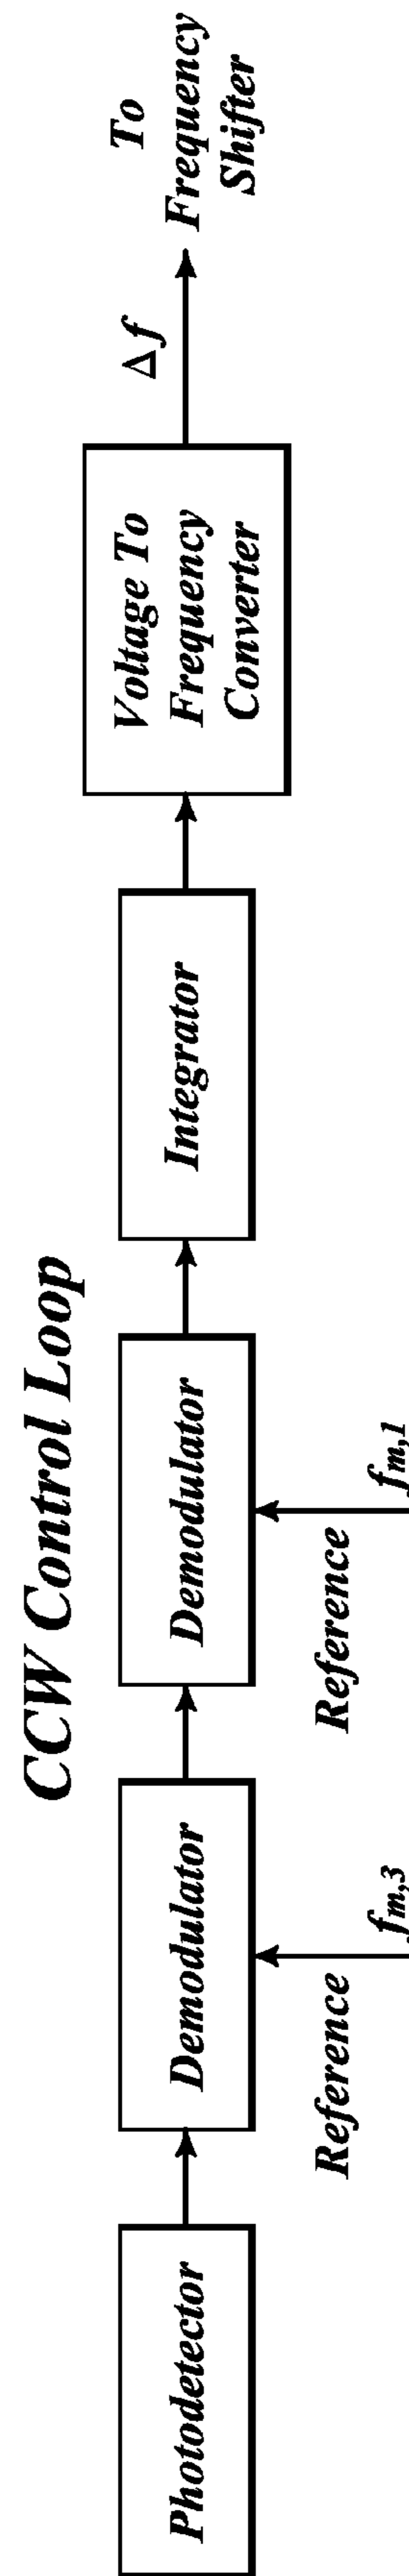 CCW Control Loop
Photodetector
Demodulator
Demodulator
Integrator
Voltage To
Frequency
Converter
Δf
To
Frequency
Shifter
Reference
fm,3
Reference
fm,1